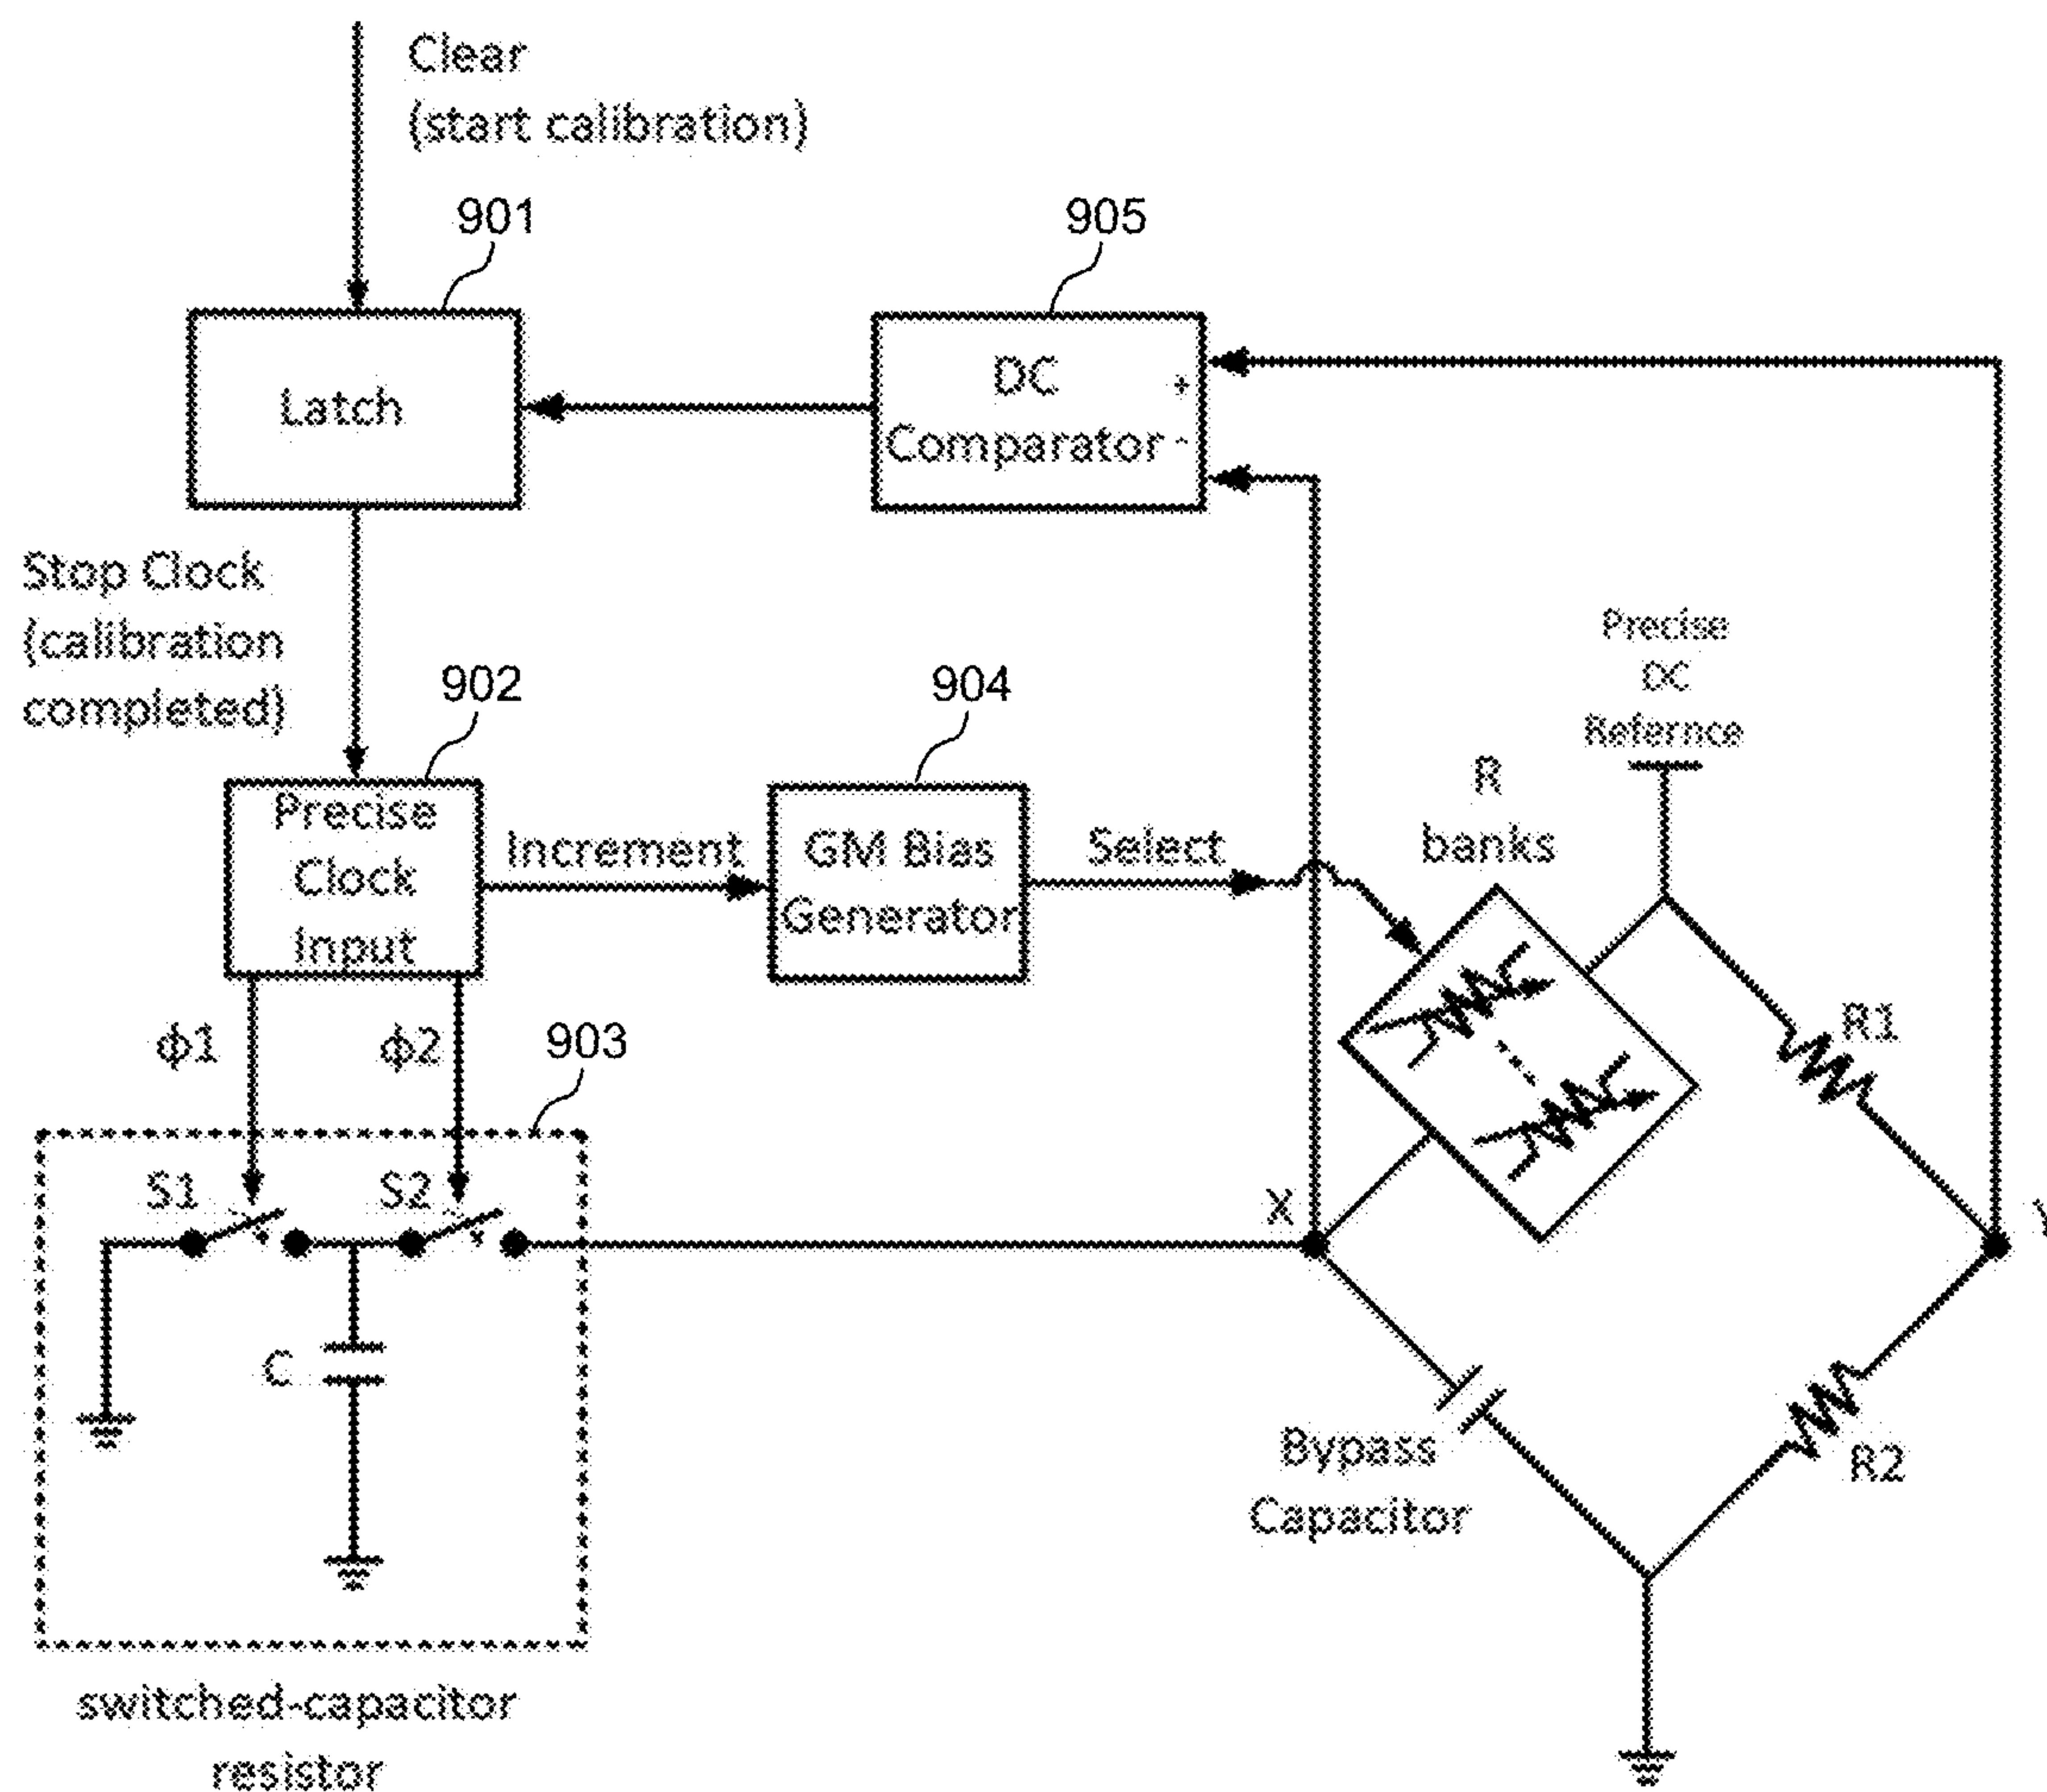 Clear
(start calibration)
901
905
Latch
DC
Comparator
+
-
Stop Clock
(calibration
completed)
902
904
Precise
DC
Refernce
Precise
Clock
Input
Increment
GM Bias
Generator
Select
R
banks
ϕ1
ϕ2
903
R1
S1
S2
X
Y
C
Bypass
Capacitor
R2
switched-capacitor
resistor